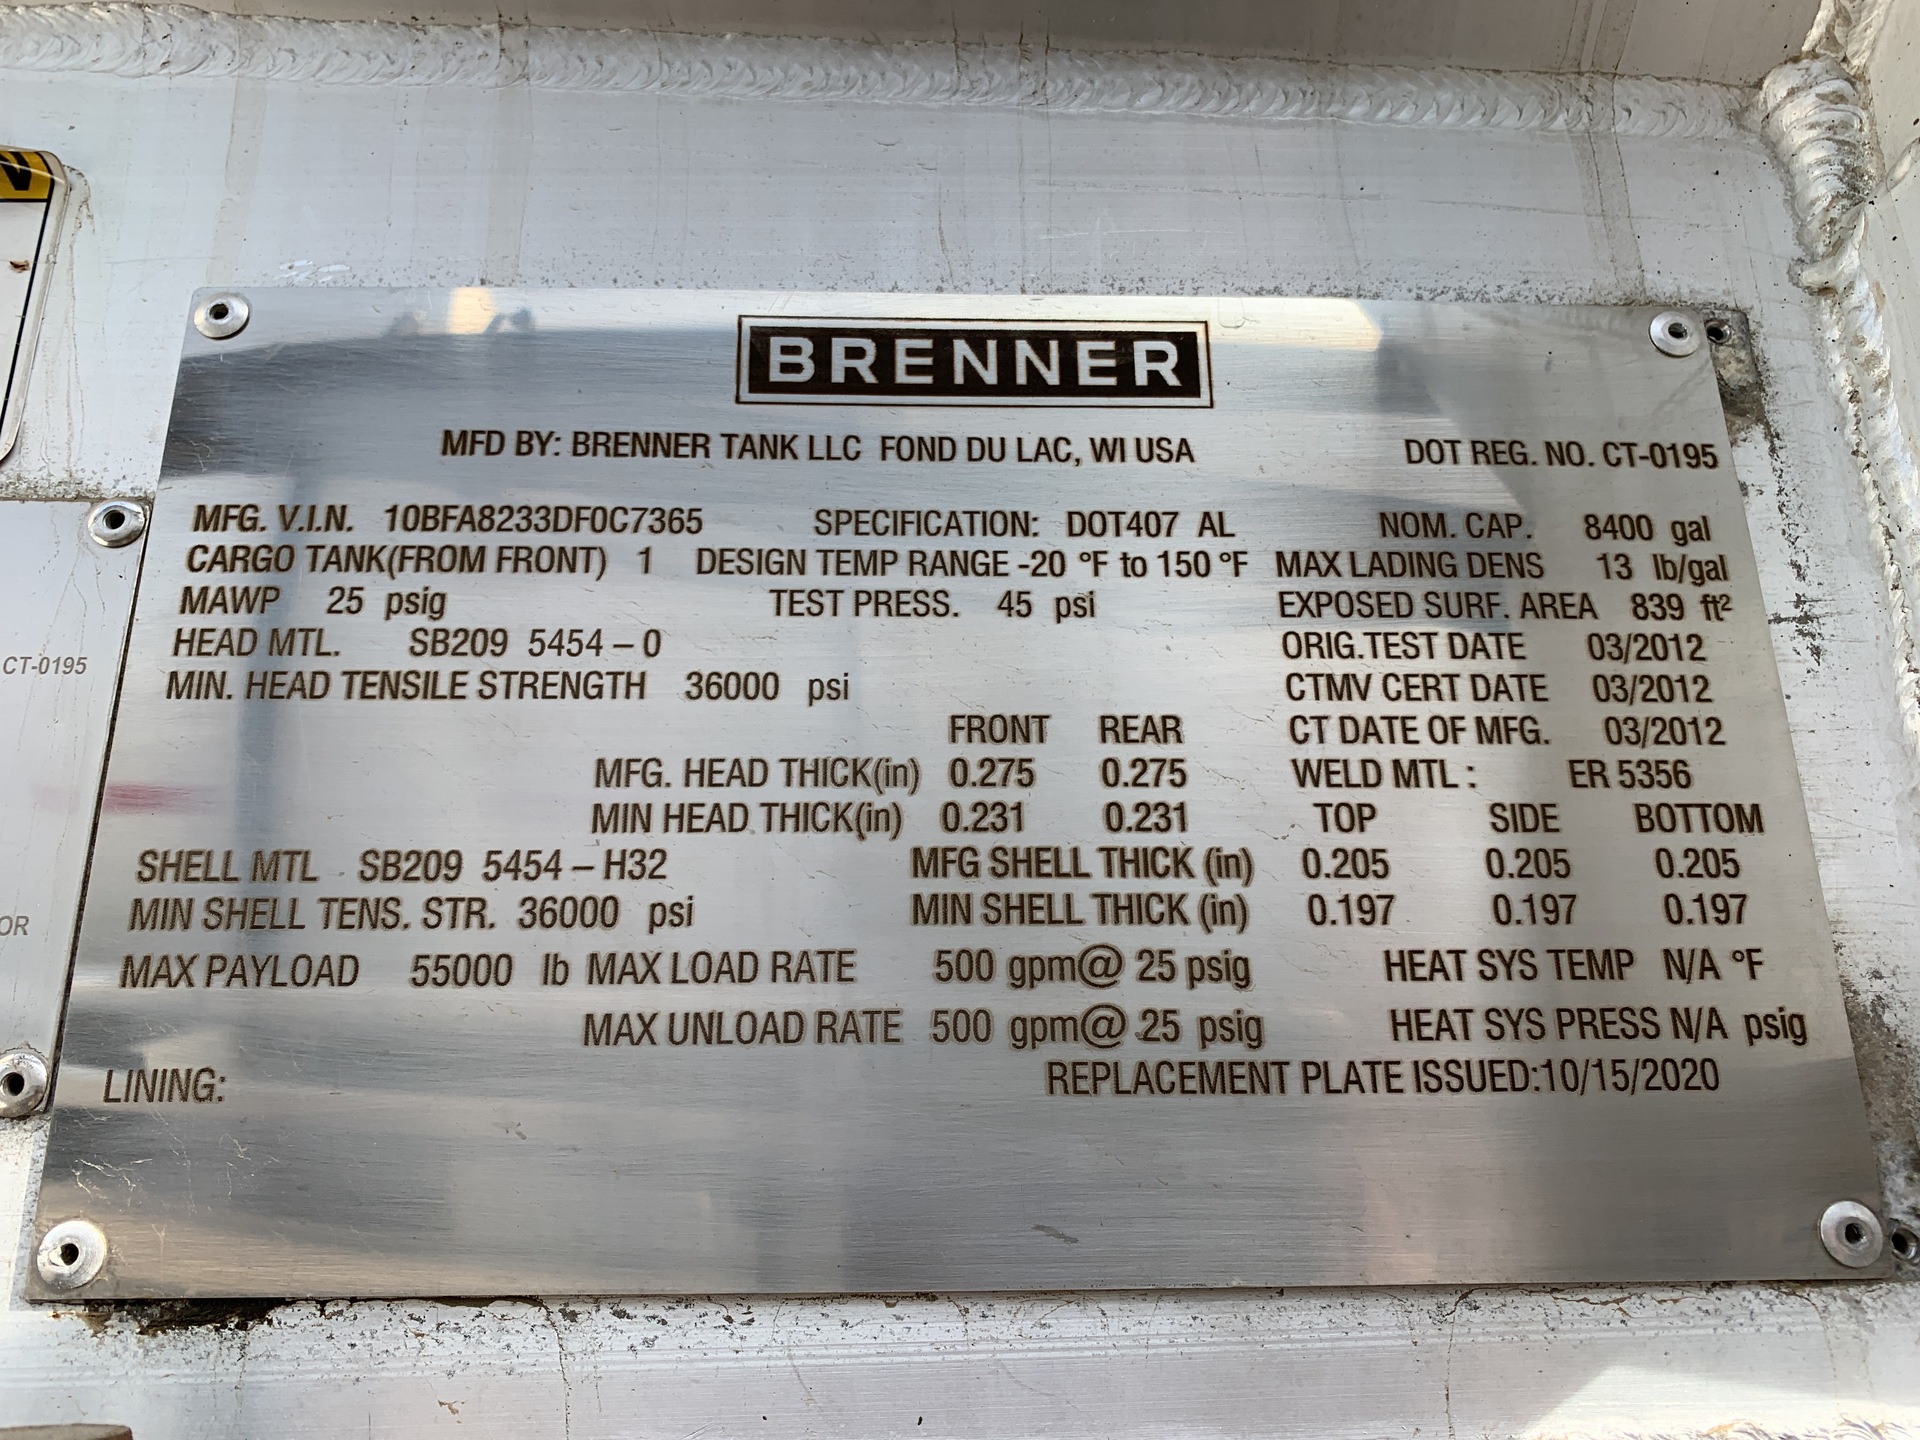 BRENNER
MFD BY: BRENNER TANK LLC FOND DU LAC, WI USA DOT REG. NO. CT-0195
MFG. V.I.N. 10BFA8233DF0C7365 SPECIFICATION: DOT407 AL NOM. CAP. 8400 gal
CARGO TANK(FROM FRONT) 1 DESIGN TEMP RANGE -20 °F to 150 °F MAX LADING DENS 13 lb/gal
MAWP 25 psig TEST PRESS. 45 psi EXPOSED SURF. AREA 839 ft²
HEAD MTL. SB209 5454 – 0 ORIG.TEST DATE 03/2012
MIN. HEAD TENSILE STRENGTH 36000 psi CTMV CERT DATE 03/2012
FRONT REAR CT DATE OF MFG. 03/2012
MFG. HEAD THICK(in) 0.275 0.275 WELD MTL : ER 5356
MIN HEAD THICK(in) 0.231 0.231 TOP SIDE BOTTOM
SHELL MTL SB209 5454 – H32 MFG SHELL THICK (in) 0.205 0.205 0.205
MIN SHELL TENS. STR. 36000 psi MIN SHELL THICK (in) 0.197 0.197 0.197
MAX PAYLOAD 55000 lb MAX LOAD RATE 500 gpm@ 25 psig HEAT SYS TEMP N/A °F
MAX UNLOAD RATE 500 gpm@ 25 psig HEAT SYS PRESS N/A psig
LINING: REPLACEMENT PLATE ISSUED:10/15/2020
CT-0195
OR